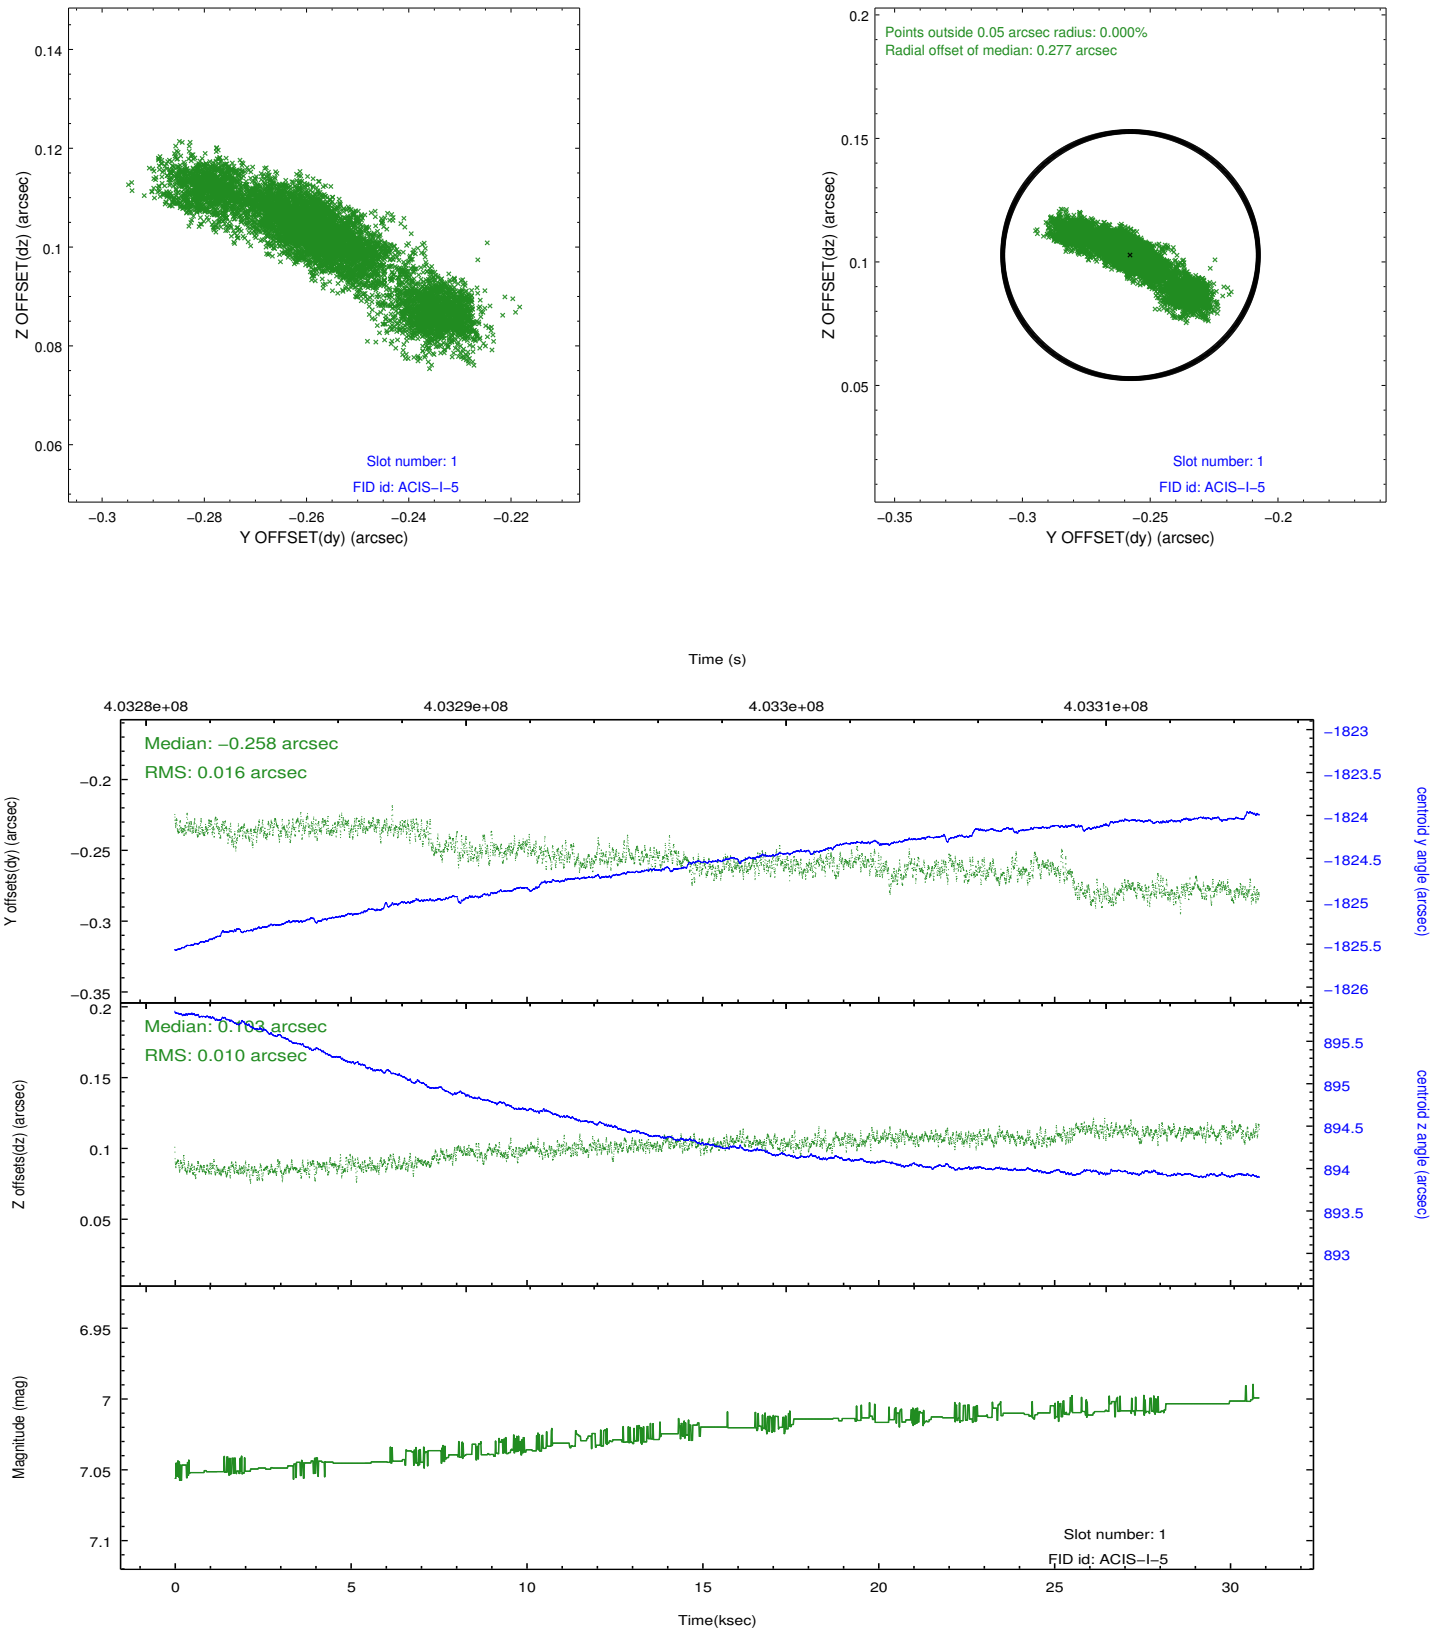 0.14
0.12
0.1
0.08
0.06
Z OFFSET(dz) (arcsec)
Slot number: 1
FID id: ACIS−I−5
−0.3 −0.28 −0.26 −0.24 −0.22
Y OFFSET(dy) (arcsec)
0.2
0.15
0.1
0.05
Z OFFSET(dz) (arcsec)
Points outside 0.05 arcsec radius: 0.000%
Radial offset of median: 0.277 arcsec
Slot number: 1
FID id: ACIS−I−5
−0.35 −0.3 −0.25 −0.2
Y OFFSET(dy) (arcsec)
Time (s)
4.0328e+08 4.0329e+08 4.033e+08 4.0331e+08
Median: −0.258 arcsec
RMS: 0.016 arcsec
−0.2
−0.25
−0.3
−0.35
Y offsets(dy) (arcsec)
−1823
−1823.5
−1824
−1824.5
−1825
−1825.5
−1826
centroid y angle (arcsec)
Median: 0.103 arcsec
RMS: 0.010 arcsec
0.2
0.15
0.1
0.05
Z offsets(dz) (arcsec)
895.5
895
894.5
894
893.5
893
centroid z angle (arcsec)
6.95
7
7.05
7.1
Magnitude (mag)
Slot number: 1
FID id: ACIS−I−5
0 5 10 15 20 25 30
Time(ksec)